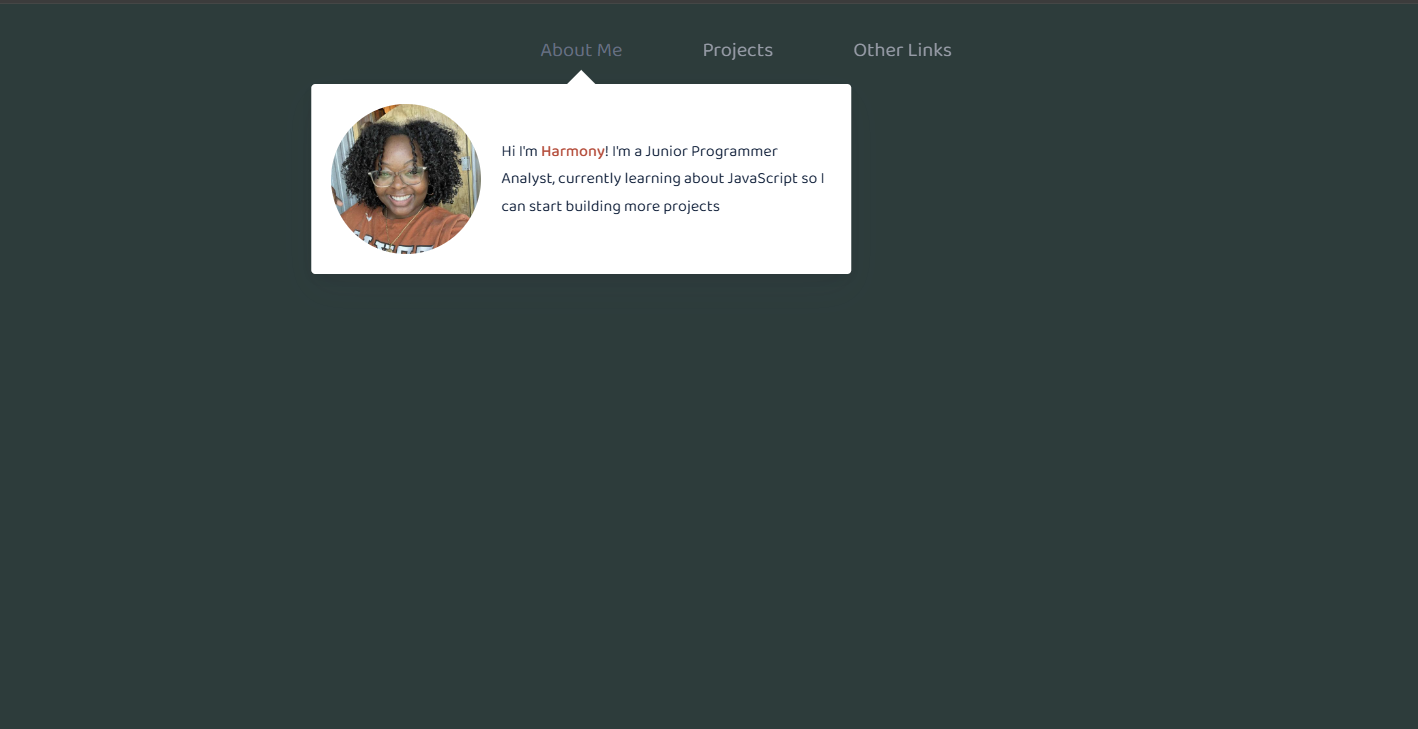 About Me Projects Other Links
Hi I'm Harmony! I'm a Junior Programmer
Analyst, currently learning about JavaScript so I
can start building more projects